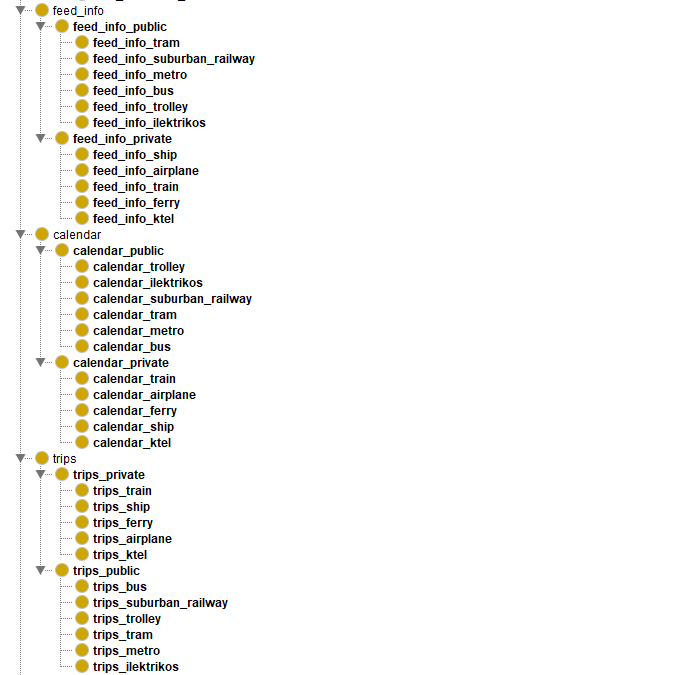 feed_info
feed_info_public
feed_info_tram
feed_info_suburban_railway
feed_info_metro
feed_info_bus
feed_info_trolley
feed_info_ilektrikos
feed_info_private
feed_info_ship
feed_info_airplane
feed_info_train
feed_info_ferry
feed_info_ktel
calendar
calendar_public
calendar_trolley
calendar_ilektrikos
calendar_suburban_railway
calendar_tram
calendar_metro
calendar_bus
calendar_private
calendar_train
calendar_airplane
calendar_ferry
calendar_ship
calendar_ktel
trips
trips_private
trips_train
trips_ship
trips_ferry
trips_airplane
trips_ktel
trips_public
trips_bus
trips_suburban_railway
trips_trolley
trips_tram
trips_metro
trips_ilektrikos